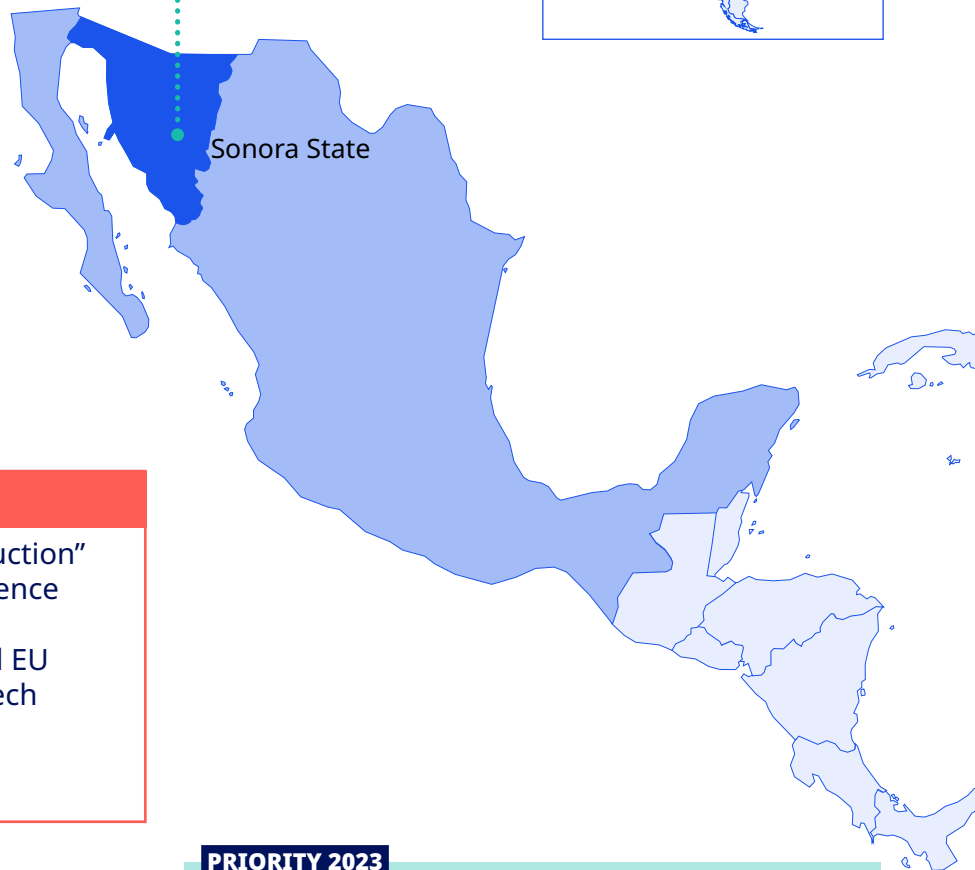 Sonora State
uction”
ence
EU
ech
PRIORITY 2023